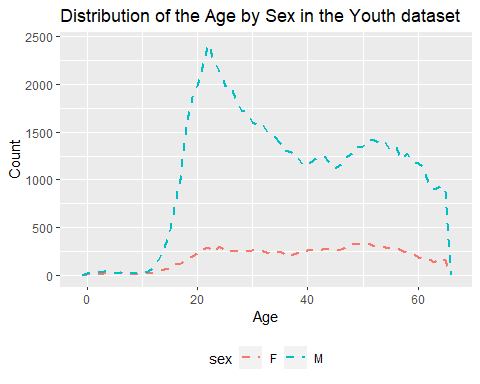 Distribution of the Age by Sex in the Youth dataset
2500
2000
1500
1000
500
0
Count
0 20 40 60
Age
sex F M